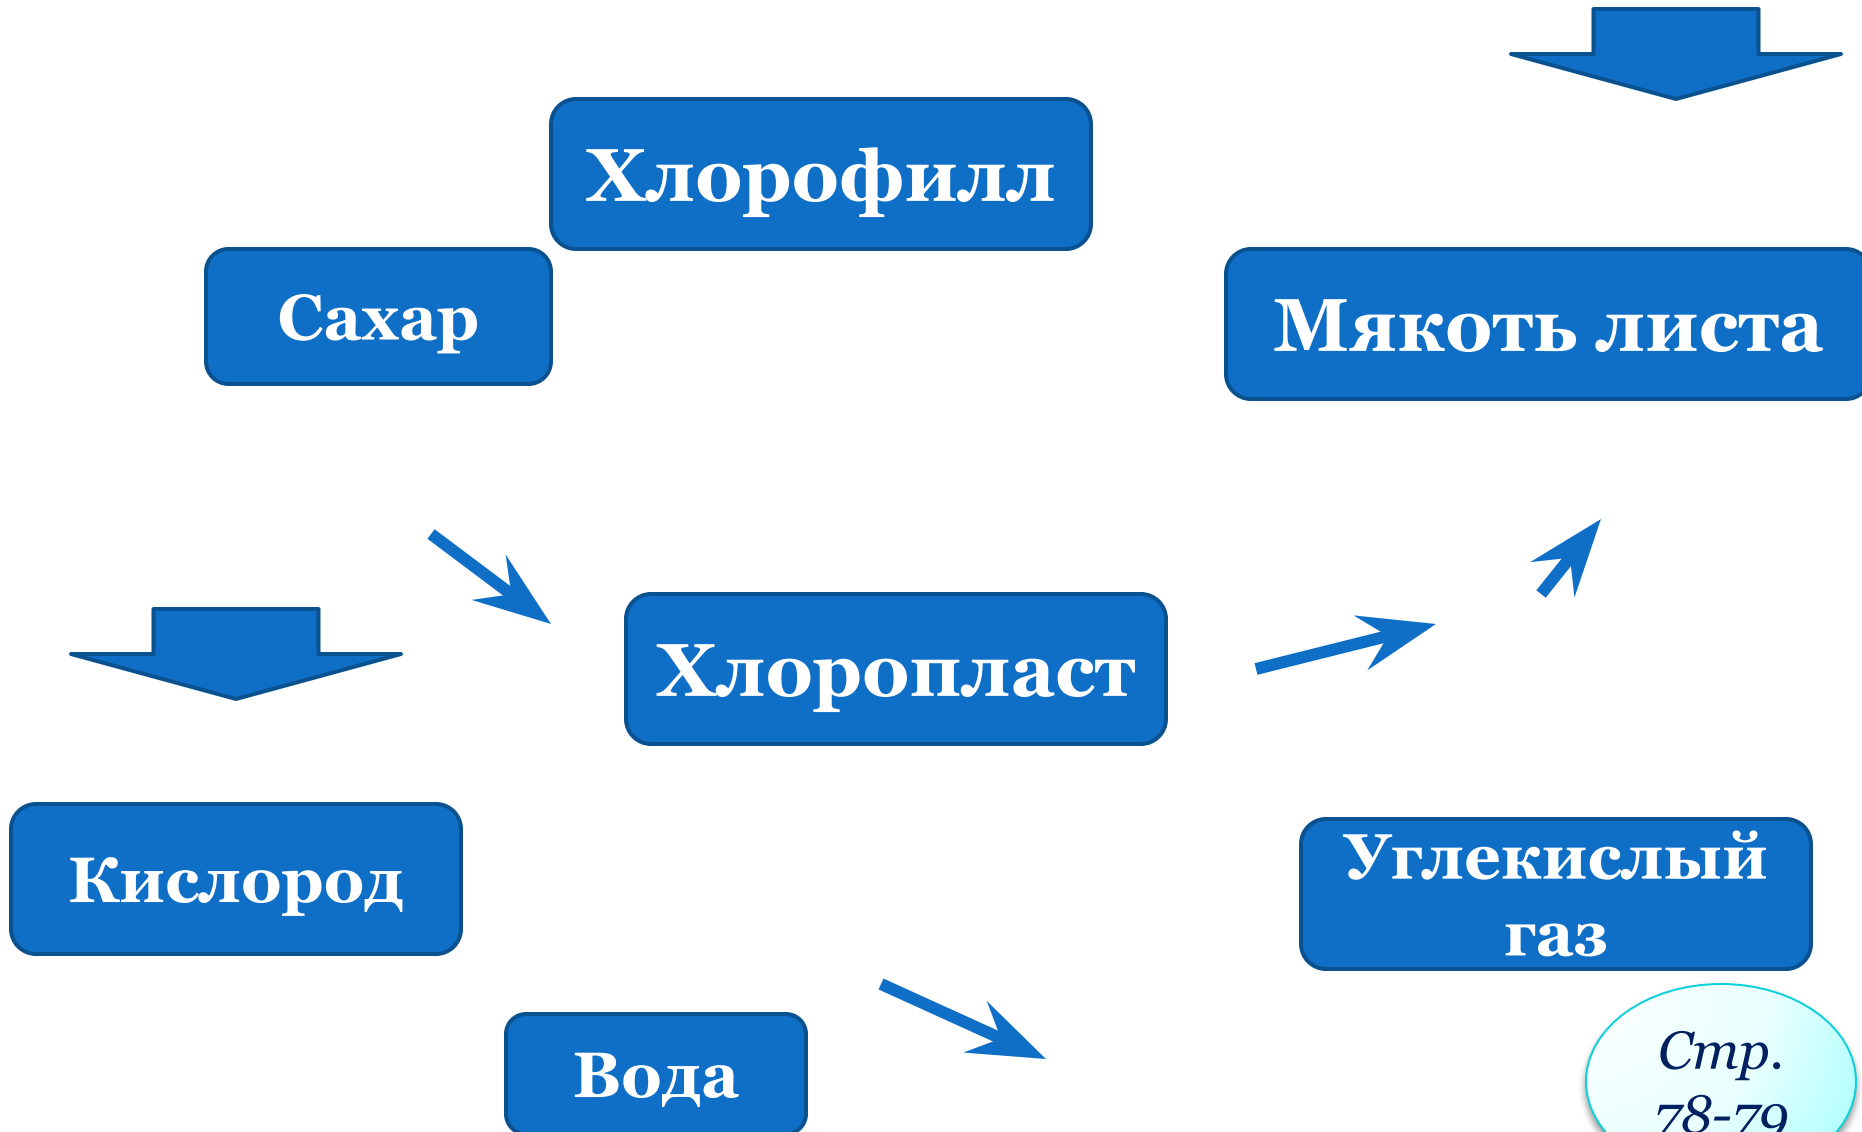 Хлорофилл
Сахар
Мякоть листа
Хлоропласт
Кислород
Углекислый
газ
Вода
Стр.
78-79